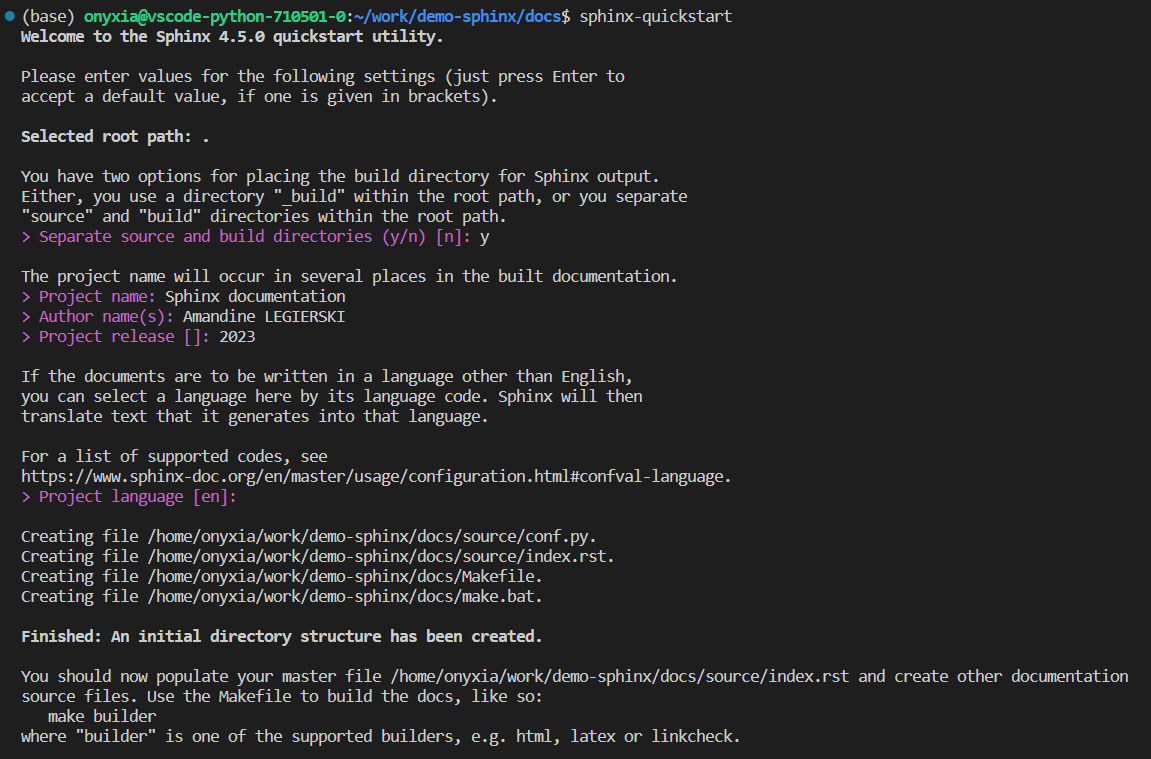 (base) onyxia@vscode-python-710501-0:~/work/demo-sphinx/docs$ sphinx-quickstart
Welcome to the Sphinx 4.5.0 quickstart utility.
Please enter values for the following settings (just press Enter to
accept a default value, if one is given in brackets).
Selected root path: .
You have two options for placing the build directory for Sphinx output.
Either, you use a directory "_build" within the root path, or you separate
"source" and "build" directories within the root path.
> Separate source and build directories (y/n) [n]: y
The project name will occur in several places in the built documentation.
> Project name: Sphinx documentation
> Author name(s): Amandine LEGIERSKI
> Project release []: 2023
If the documents are to be written in a language other than English,
you can select a language here by its language code. Sphinx will then
translate text that it generates into that language.
For a list of supported codes, see
https://www.sphinx-doc.org/en/master/usage/configuration.html#confval-language.
> Project language [en]:
Creating file /home/onyxia/work/demo-sphinx/docs/source/conf.py.
Creating file /home/onyxia/work/demo-sphinx/docs/source/index.rst.
Creating file /home/onyxia/work/demo-sphinx/docs/Makefile.
Creating file /home/onyxia/work/demo-sphinx/docs/make.bat.
Finished: An initial directory structure has been created.
You should now populate your master file /home/onyxia/work/demo-sphinx/docs/source/index.rst and create other documentation
source files. Use the Makefile to build the docs, like so:
make builder
where "builder" is one of the supported builders, e.g. html, latex or linkcheck.